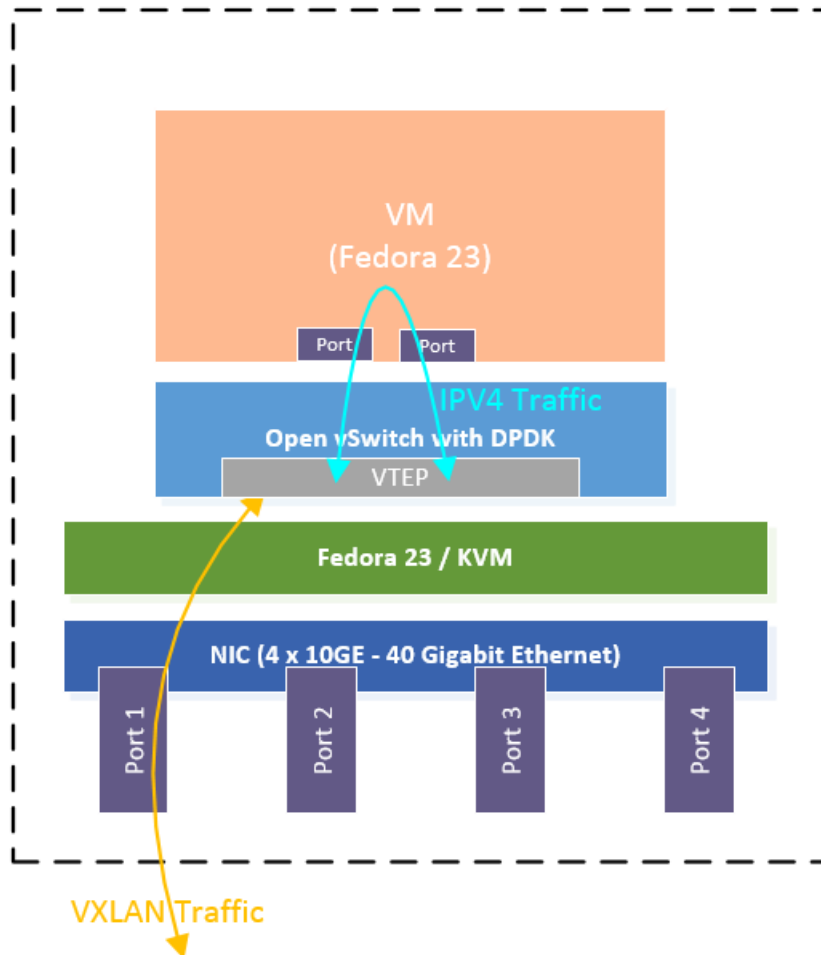 VM
(Fedora 23)
Port
Port
IPV4 Traffic
Open vSwitch with DPDK
VTEP
Fedora 23 / KVM
NIC (4 x 10GE - 40 Gigabit Ethernet)
Port 1
Port 2
Port 3
Port 4
VXLAN Traffic